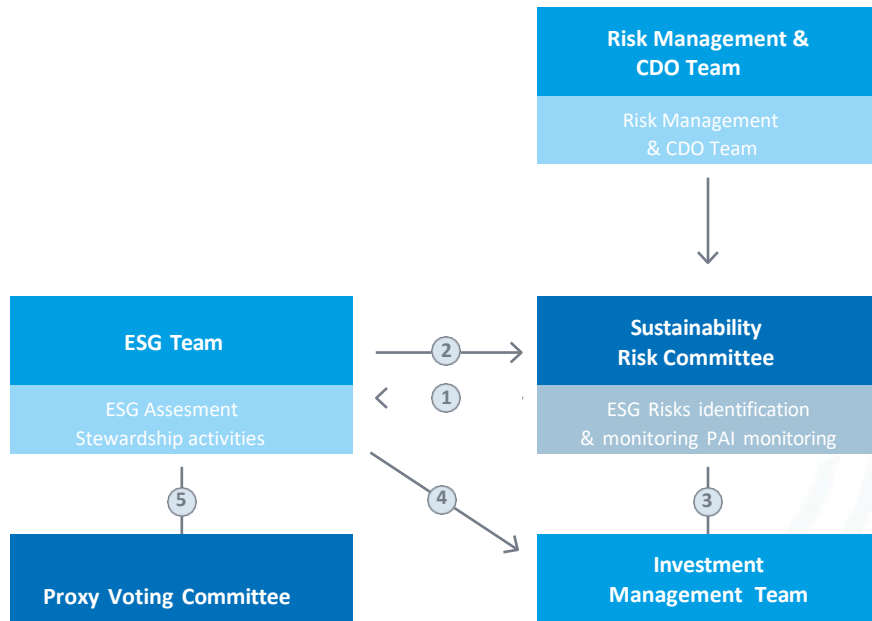 Risk Management &
CDO Team
Risk Management
& CDO Team
ESG Team
ESG Assesment
Stewardship activities
2
1
Sustainability
Risk Committee
ESG Risks identification
& monitoring PAI monitoring
5
4
3
Proxy Voting Committee
Investment
Management Team